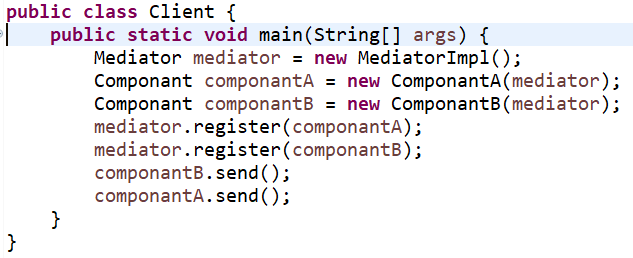 public class Client {
    public static void main(String[] args) {
        Mediator mediator = new MediatorImpl();
        Componant componantA = new ComponantA(mediator);
        Componant componantB = new ComponantB(mediator);
        mediator.register(componantA);
        mediator.register(componantB);
        componantB.send();
        componantA.send();
    }
}